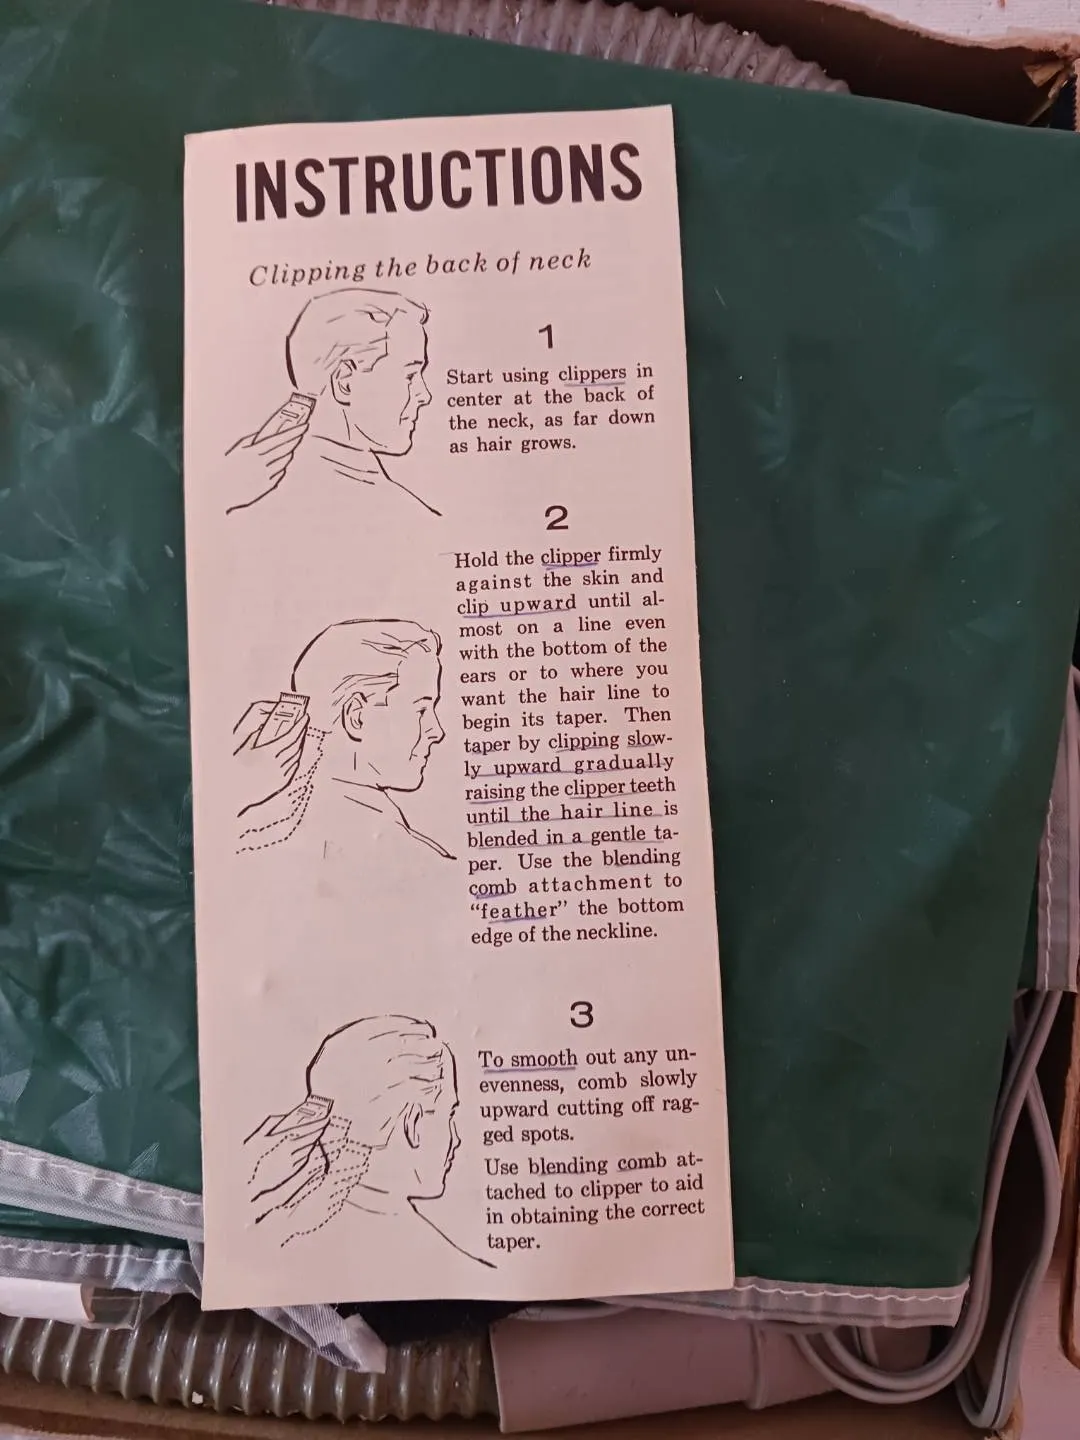 INSTRUCTIONS
Clipping the back of neck
1
Start using clippers in
center at the back of
the neck, as far down
as hair grows.
2
Hold the clipper firmly
against the skin and
clip upward until al-
most on a line even
with the bottom of the
ears or to where you
want the hair line to
begin its taper. Then
taper by clipping slow-
ly upward gradually
raising the clipper teeth
until the hair line is
blended in a gentle ta-
per. Use the blending
comb attachment to
“feather” the bottom
edge of the neckline.
3
To smooth out any un-
evenness, comb slowly
upward cutting off rag-
ged spots.
Use blending comb at-
tached to clipper to aid
in obtaining the correct
taper.